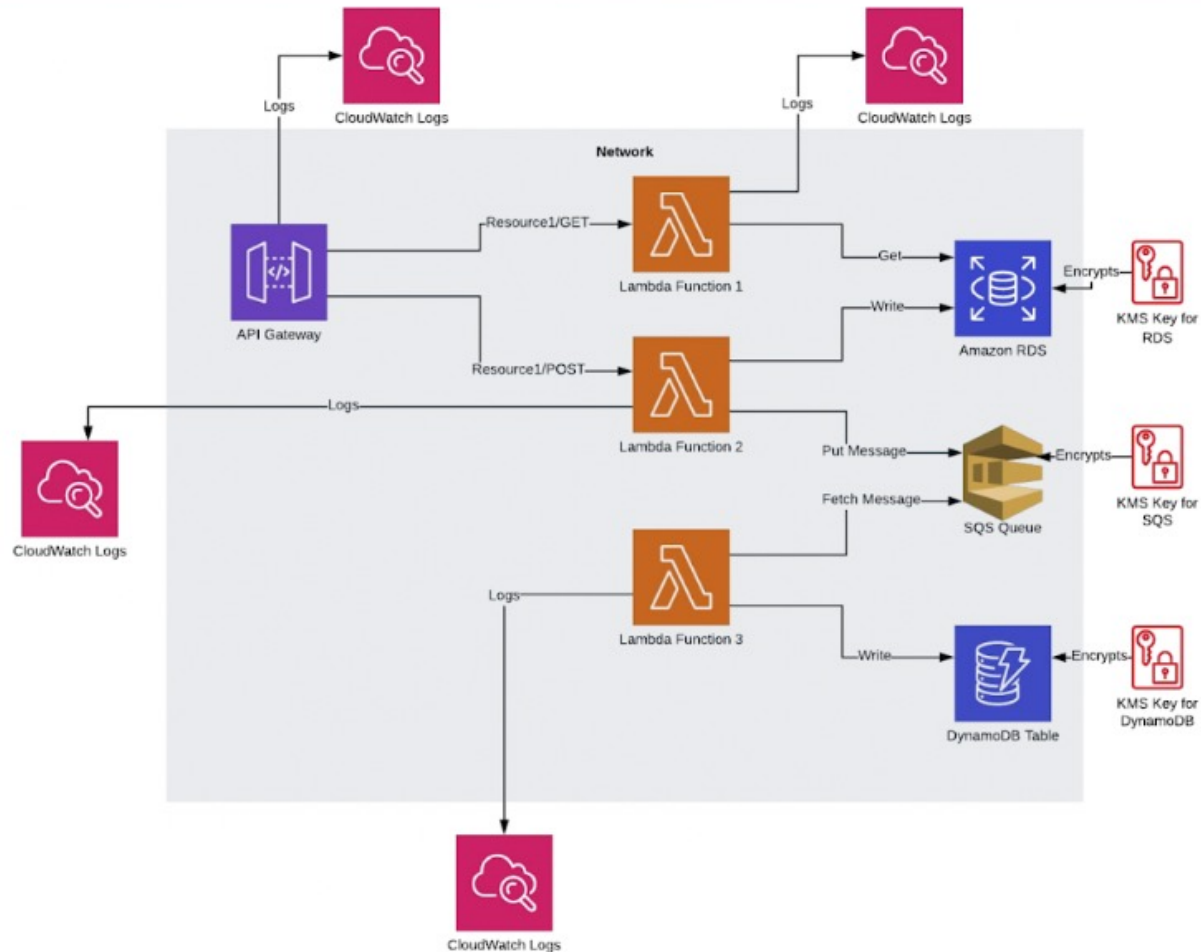 CloudWatch Logs
CloudWatch Logs
Logs
Logs
Network
Resource1/GET
Lambda Function 1
Get
Encrypts
KMS Key for
RDS
API Gateway
Write
Amazon RDS
Resource1/POST
Logs
Lambda Function 2
Put Message
Encrypts
KMS Key for
SQS
CloudWatch Logs
Fetch Message
SQS Queue
Logs
Lambda Function 3
Write
Encrypts
KMS Key for
DynamoDB
DynamoDB Table
CloudWatch Logs